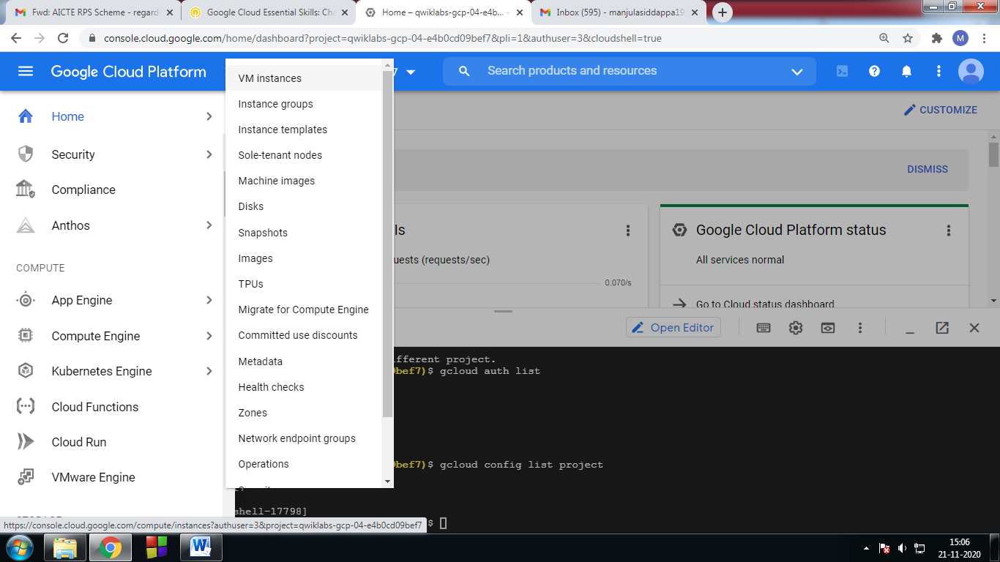 Fwd: AICTE RPS Scheme - regard
Google Cloud Essential Skills: Cha
Home – qwiklabs-gcp-04-e4b... –
Inbox (595) - manjulasiddappa19
console.cloud.google.com/home/dashboard?project=qwiklabs-gcp-04-e4b0cd09bef7&pli=1&authuser=3&cloudshell=true
M
Google Cloud Platform
7
Search products and resources
Home
Security
Compliance
Anthos
COMPUTE
App Engine
Compute Engine
Kubernetes Engine
Cloud Functions
Cloud Run
VMware Engine
VM instances
Instance groups
Instance templates
Sole-tenant nodes
Machine images
Disks
Snapshots
Images
TPUs
Migrate for Compute Engine
Committed use discounts
Metadata
Health checks
Zones
Network endpoint groups
Operations
CUSTOMIZE
DISMISS
ls
uests (requests/sec)
0.070/s
Google Cloud Platform status
All services normal
Go to Cloud status dashboard
Open Editor
ifferent project.
9bef7)$ gcloud auth list
9bef7)$ gcloud config list project
shell-17798]
$
https://console.cloud.google.com/compute/instances?authuser=3&project=qwiklabs-gcp-04-e4b0cd09bef7
15:06
21-11-2020